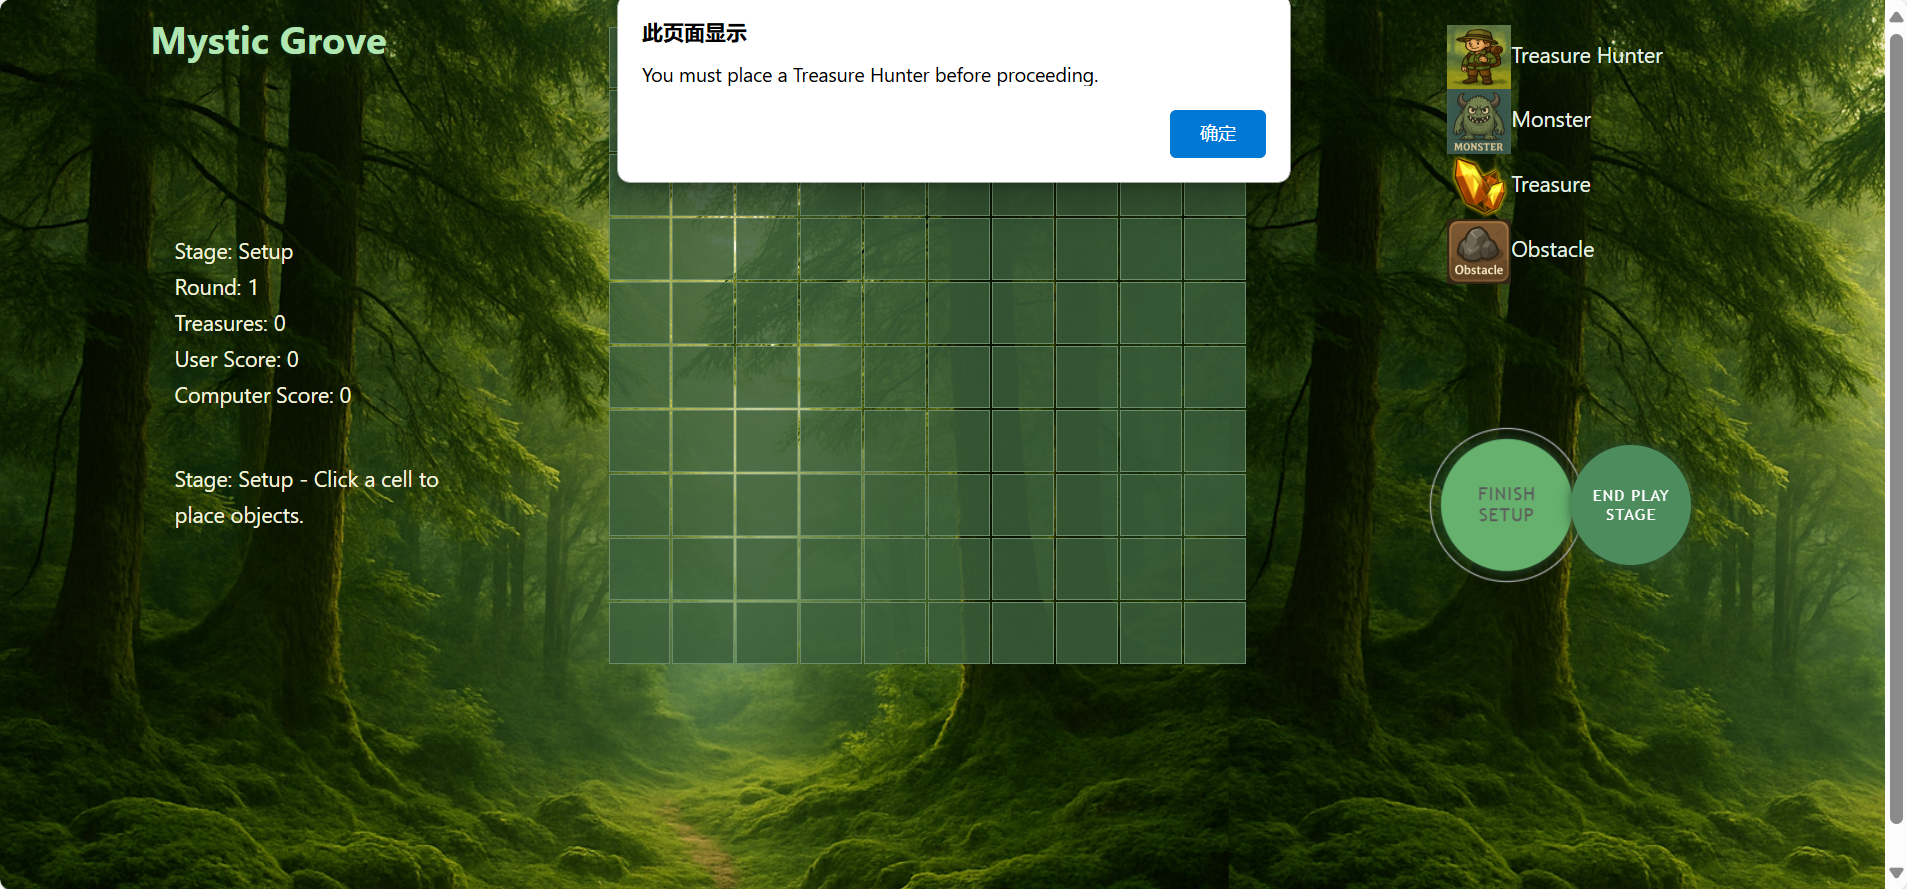 Mystic Grove
此页面显示
You must place a Treasure Hunter before proceeding.
确定
Stage: Setup
Round: 1
Treasures: 0
User Score: 0
Computer Score: 0
Stage: Setup - Click a cell to
place objects.
Treasure Hunter
MONSTER
Monster
Treasure
Obstacle
Obstacle
FINISH
SETUP
END PLAY
STAGE